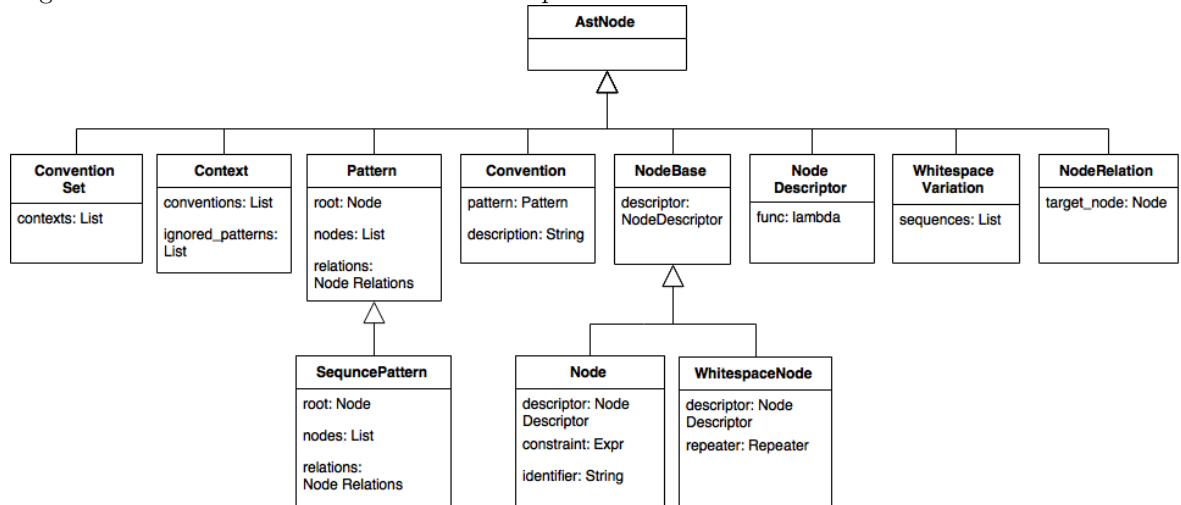 AstNode
Convention
Set
contexts: List
Context
conventions: List
ignored_patterns:
List
Pattern
root: Node
nodes: List
relations:
Node Relations
Convention
pattern: Pattern
description: String
NodeBase
descriptor:
NodeDescriptor
Node
Descriptor
func: lambda
Whitespace
Variation
sequences: List
NodeRelation
target_node: Node
SequncePattern
root: Node
nodes: List
relations:
Node Relations
Node
descriptor: Node
Descriptor
constraint: Expr
identifier: String
WhitespaceNode
descriptor: Node
Descriptor
repeater: Repeater